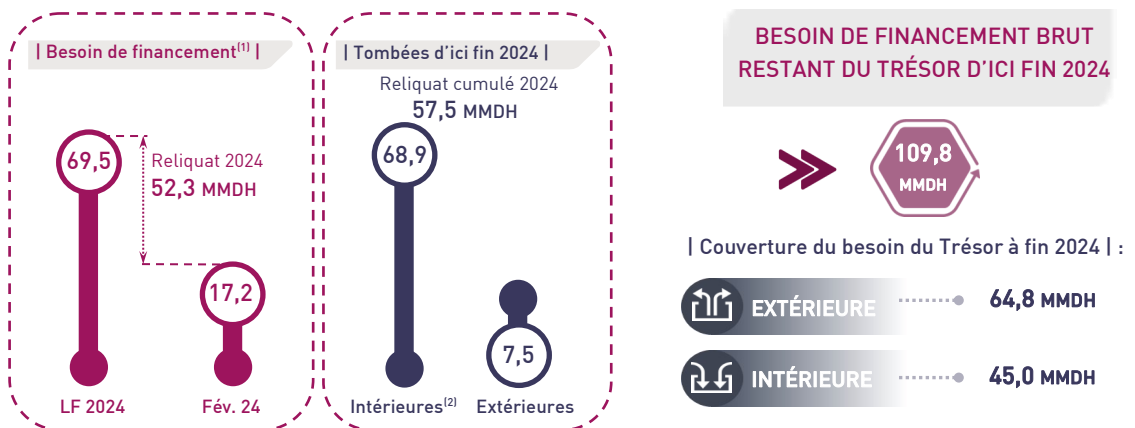 | Besoin de financement(1) |
69,5
Reliquat 2024
52,3 MMDH
17,2
LF 2024
Fév. 24
| Tombées d’ici fin 2024 |
Reliquat cumulé 2024
57,5 MMDH
68,9
7,5
Intérieures(2)
Extérieures
BESOIN DE FINANCEMENT BRUT
RESTANT DU TRÉSOR D’ICI FIN 2024
109,8
MMDH
| Couverture du besoin du Trésor à fin 2024 | :
EXTÉRIEURE
64,8 MMDH
INTÉRIEURE
45,0 MMDH